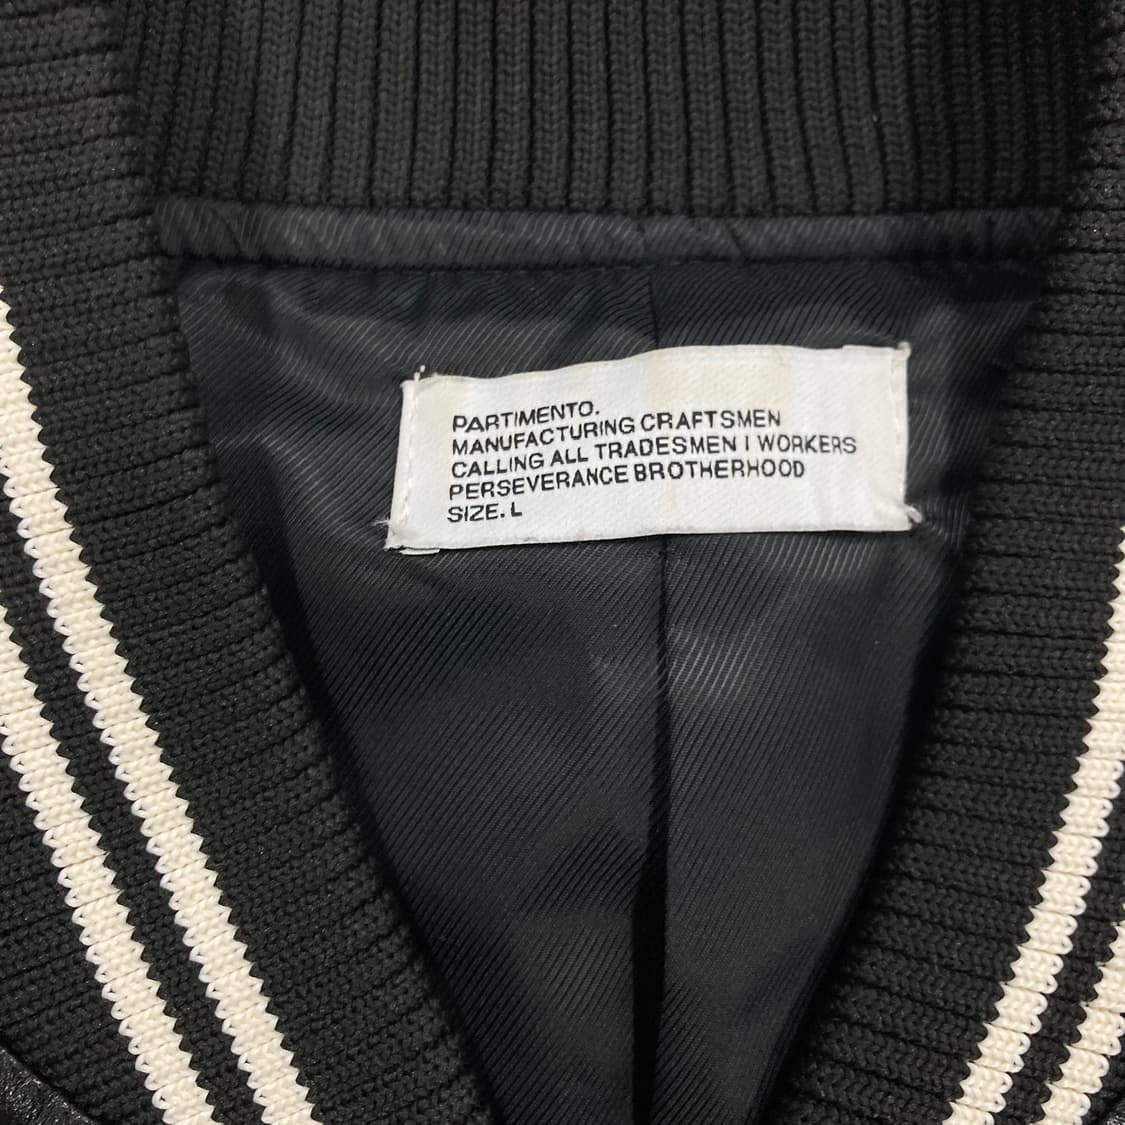 PARTIMENTO.
MANUFACTURING CRAFTSMEN
CALLING ALL TRADESMEN I WORKERS
PERSEVERANCE BROTHERHOOD
SIZE. L